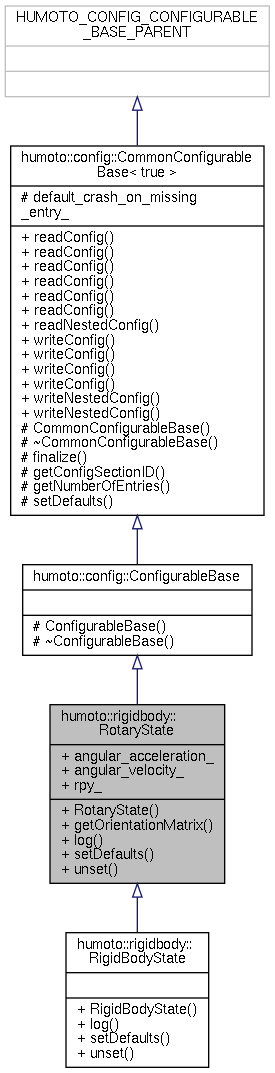 HUMOTO_CONFIG_CONFIGURABLE
_BASE_PARENT
humoto::config::CommonConfigurable
Base< true >
# default_crash_on_missing
_entry_
+ readConfig()
+ readConfig()
+ readConfig()
+ readConfig()
+ readConfig()
+ readConfig()
+ readNestedConfig()
+ writeConfig()
+ writeConfig()
+ writeConfig()
+ writeConfig()
+ writeNestedConfig()
+ writeNestedConfig()
# CommonConfigurableBase()
# ~CommonConfigurableBase()
# finalize()
# getConfigSectionID()
# getNumberOfEntries()
# setDefaults()
humoto::config::ConfigurableBase
# ConfigurableBase()
# ~ConfigurableBase()
humoto::rigidbody::
RotaryState
+ angular_acceleration_
+ angular_velocity_
+ rpy_
+ RotaryState()
+ getOrientationMatrix()
+ log()
+ setDefaults()
+ unset()
humoto::rigidbody::
RigidBodyState
+ RigidBodyState()
+ log()
+ setDefaults()
+ unset()